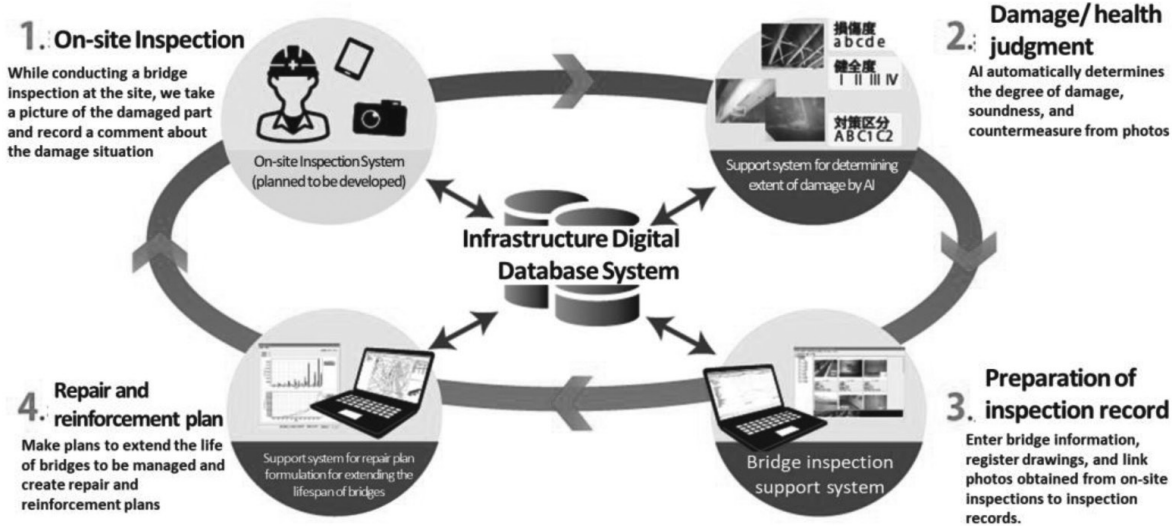 1. On-site Inspection
While conducting a bridge
inspection at the site, we take
a picture of the damaged part
and record a comment about
the damage situation
On-site Inspection System
(planned to be developed)
2. Damage/ health
judgment
AI automatically determines
the degree of damage,
soundness, and
countermeasure from photos
損傷度
a b c d e
健全度
I II III IV
対策区分
A B C1 C2
Support system for determining
extent of damage by AI
Infrastructure Digital
Database System
3. Preparation of
inspection record
Enter bridge information,
register drawings, and link
photos obtained from on-site
inspections to inspection
records.
Bridge inspection
support system
4. Repair and
reinforcement plan
Make plans to extend the life
of bridges to be managed and
create repair and
reinforcement plans
Support system for repair plan
formulation for extending the
lifespan of bridges